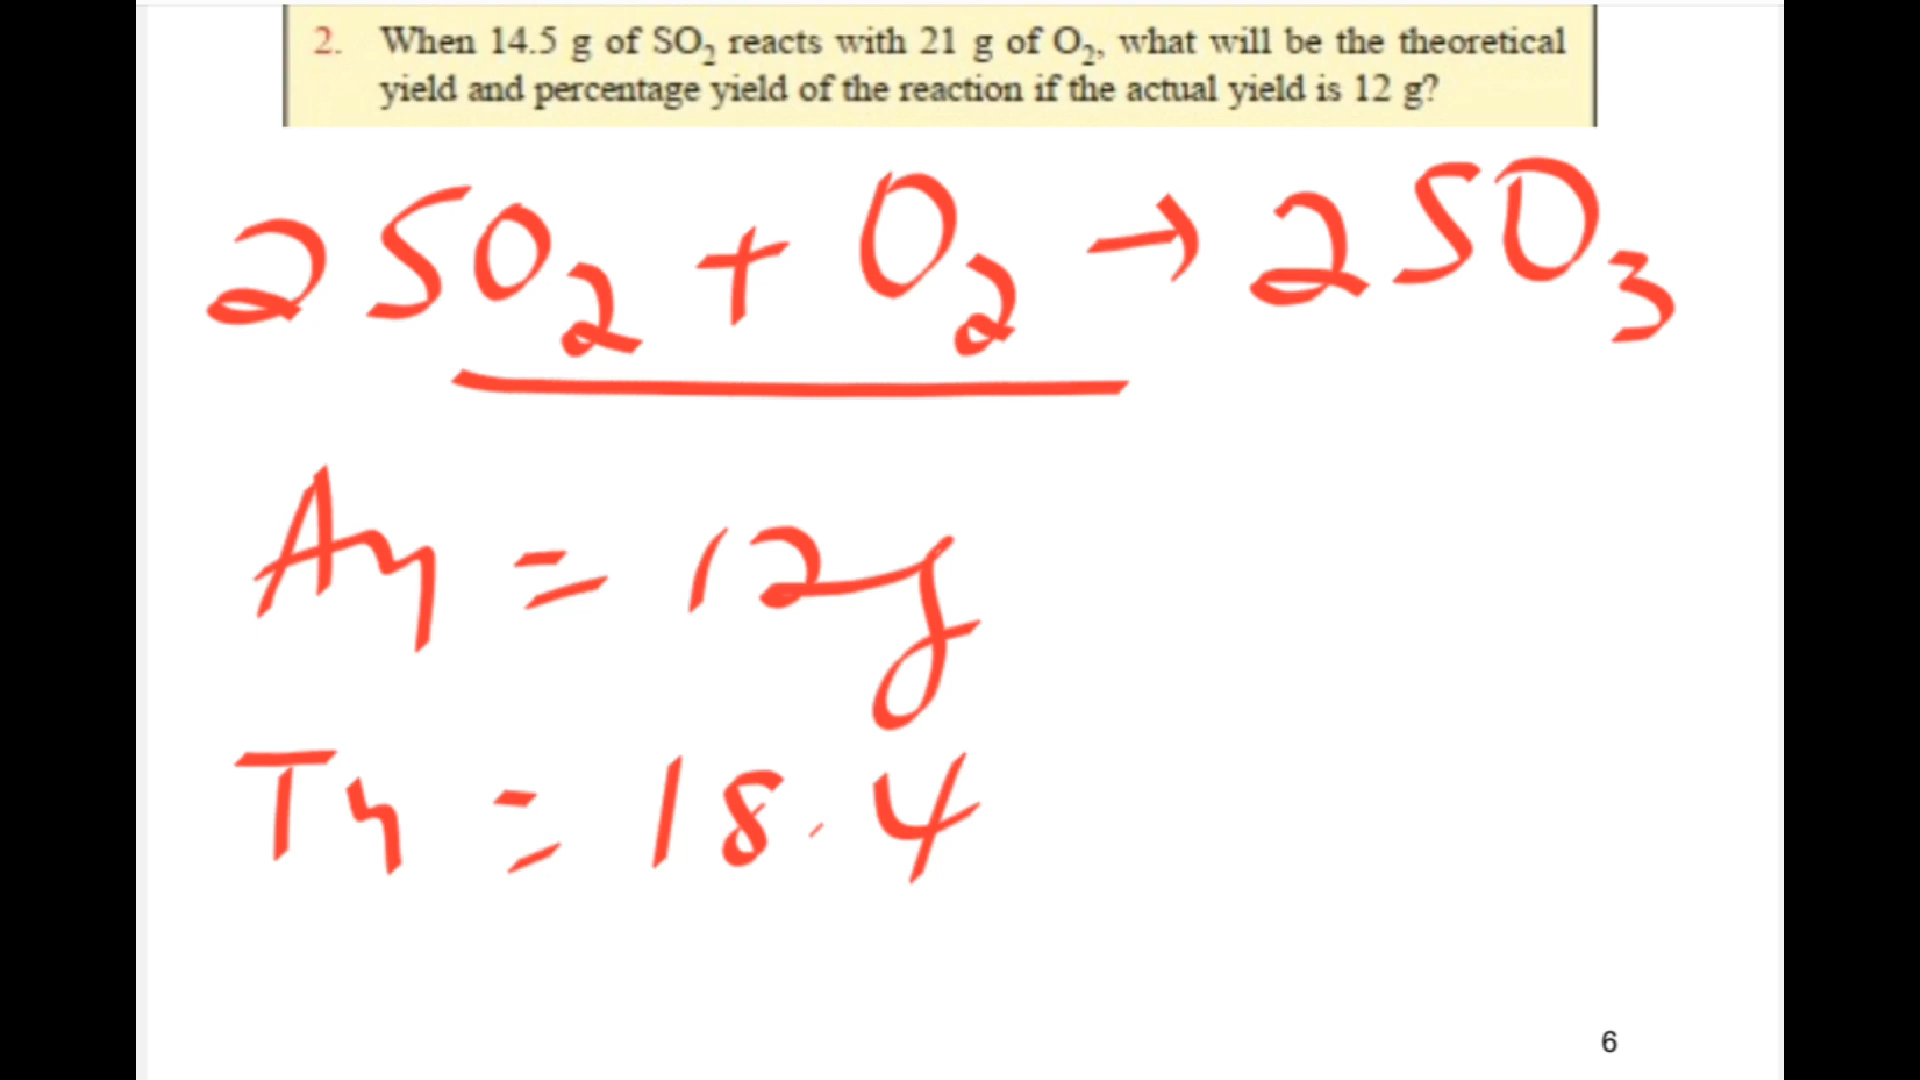 2. When 14.5 g of SO₂ reacts with 21 g of O₂, what will be the theoretical
yield and percentage yield of the reaction if the actual yield is 12 g?
2SO₂ + O₂ → 2SO₃
Ay = 12g
Ty = 18.4
6